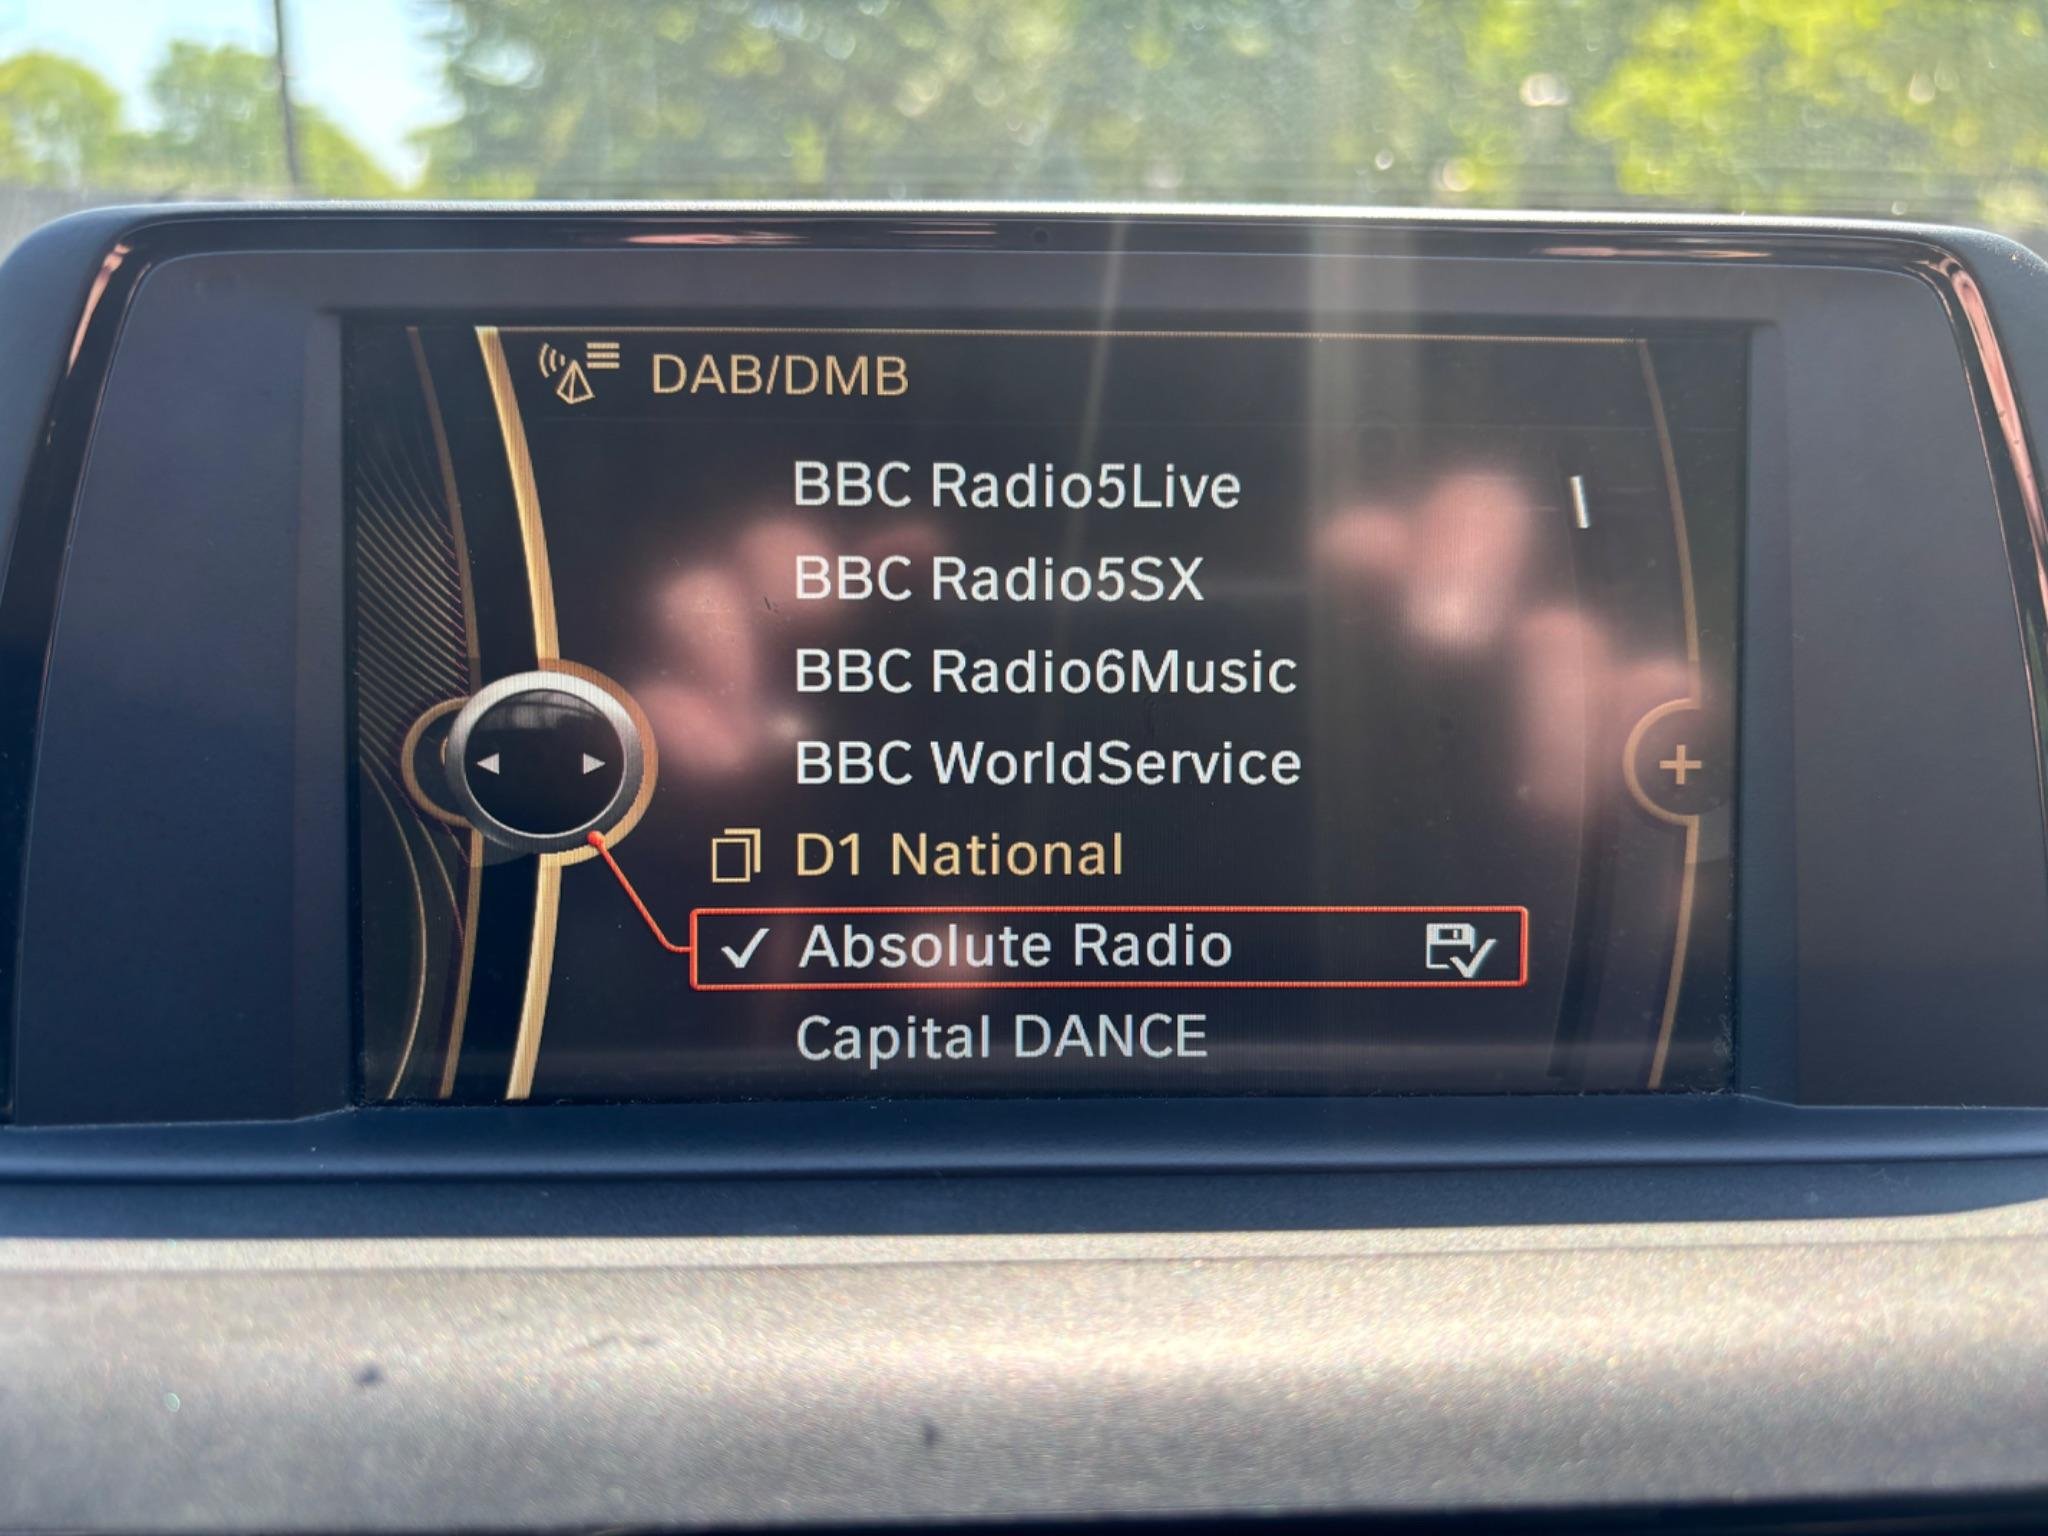 DAB/DMB
BBC Radio5Live
BBC Radio5SX
BBC Radio6Music
BBC WorldService
D1 National
Absolute Radio
Capital DANCE